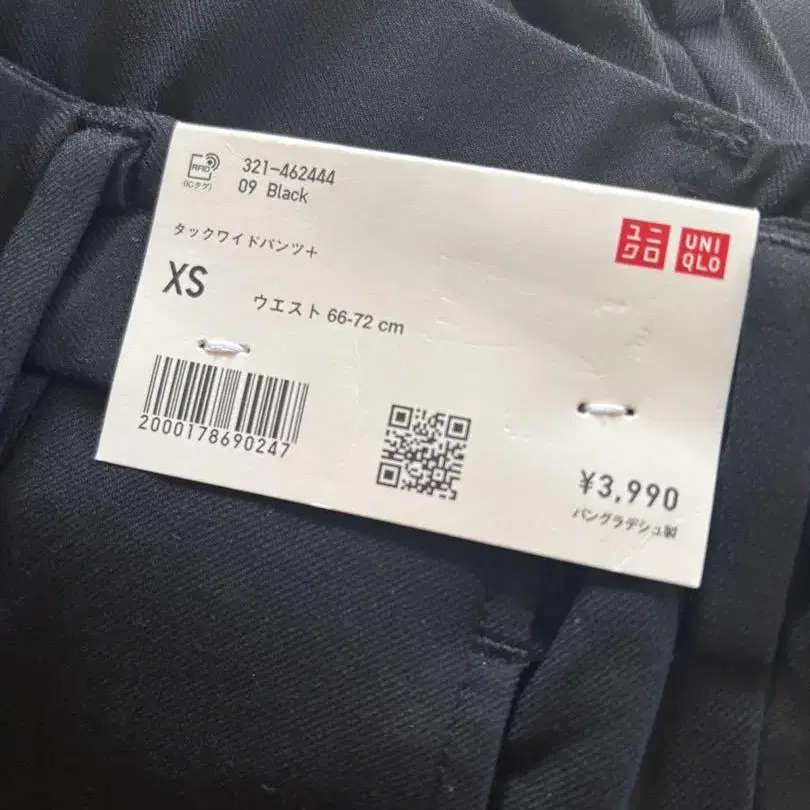 RFID
(ICタグ)
321-462444
09 Black
ユニ
クロ
UNI
QLO
タックワイドパンツ+
XS
ウエスト 66-72 cm
2000178690247
¥3,990
バングラデシュ製